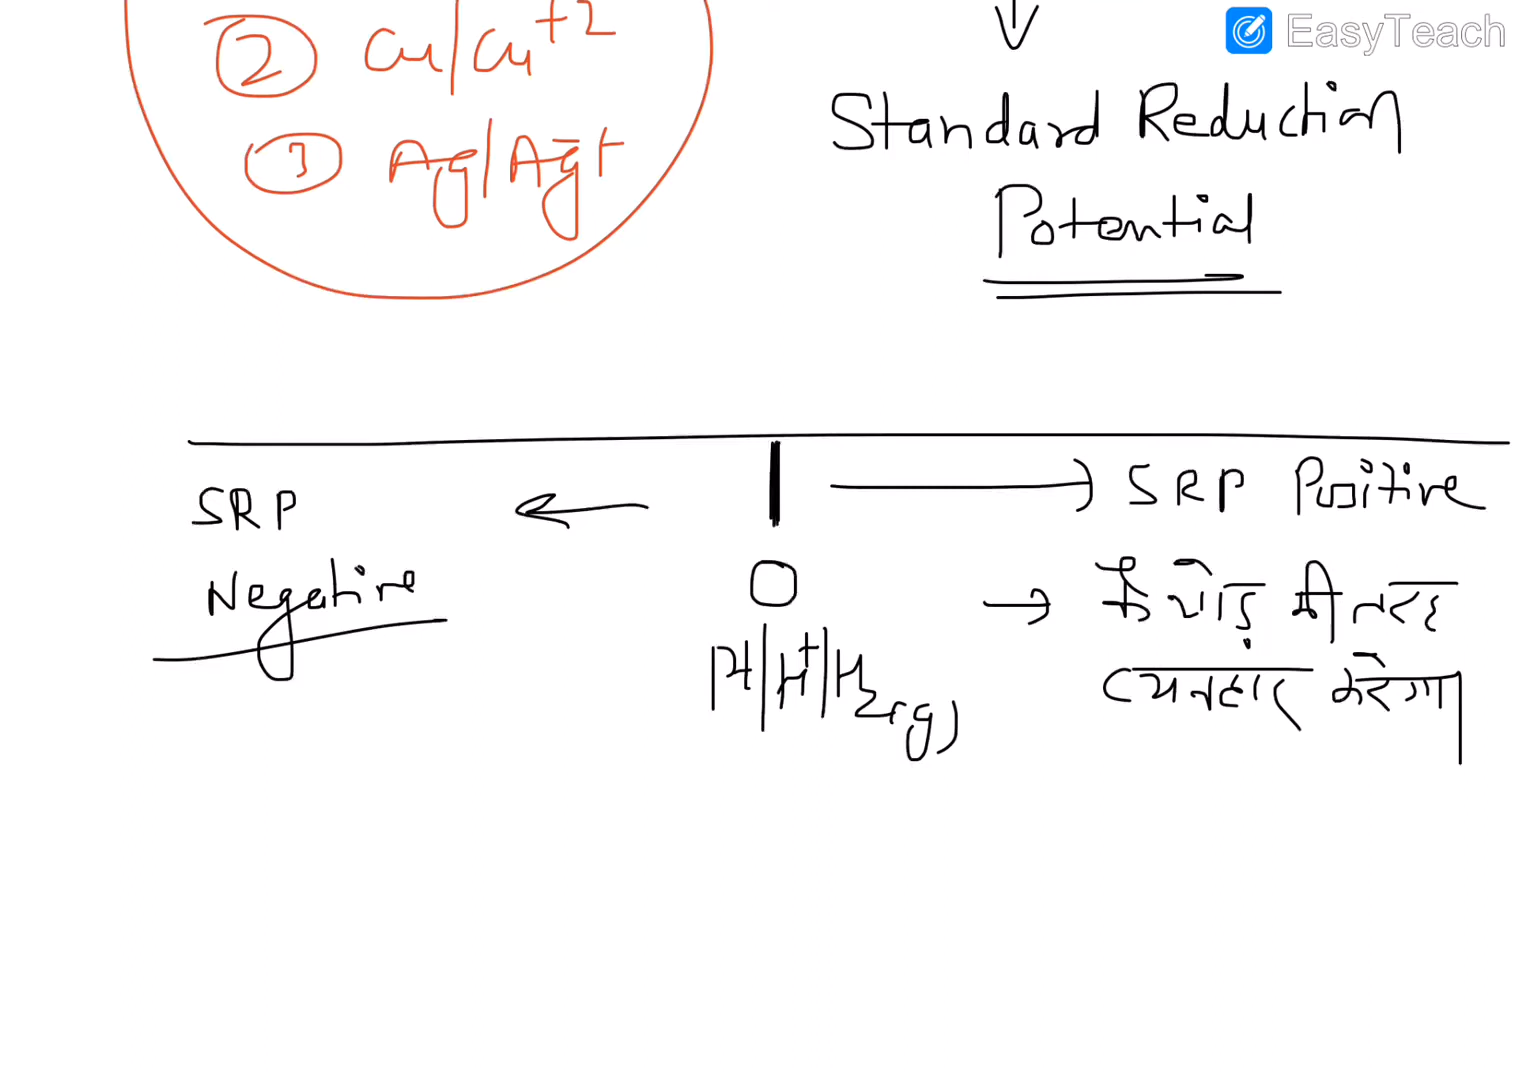 ② Cu/Cu+2
③ Ag/Ag+
EasyTeach
Standard Reduction
Potential
SRP Negative
0
Pt/H+/H2(g)
SRP Positive
कैथोड़ की तरह
व्यवहार करेगा